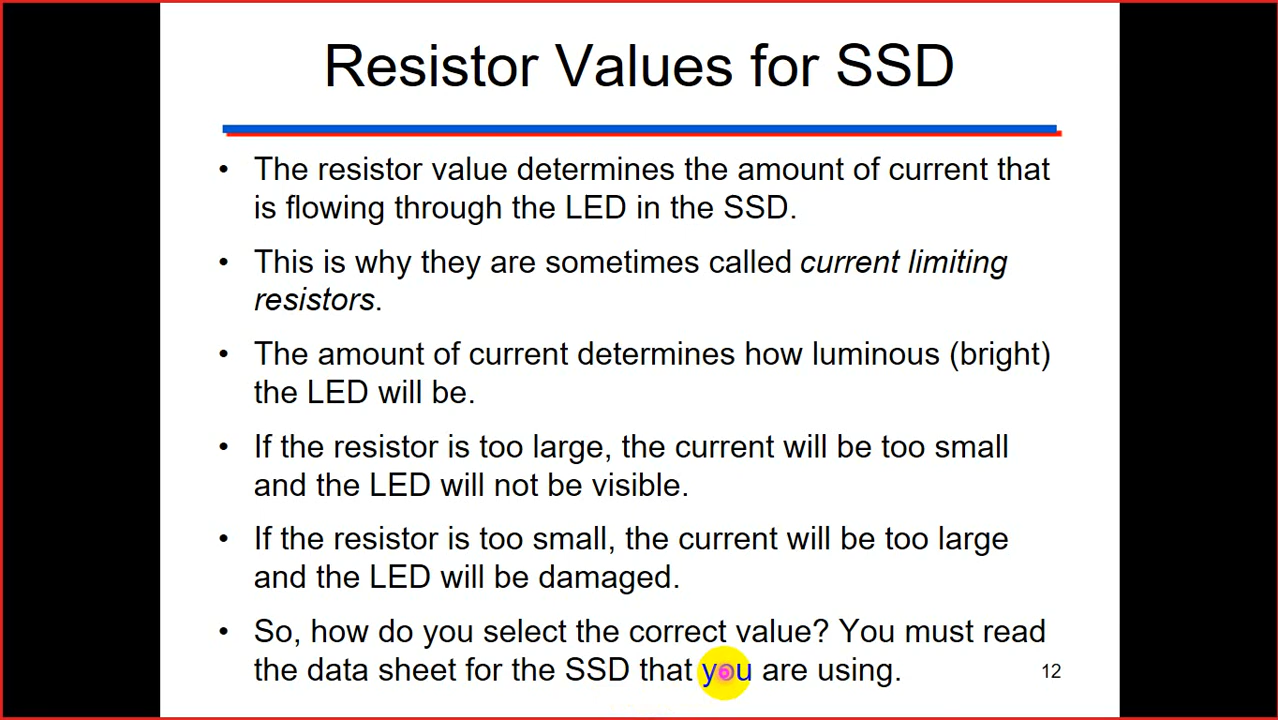 Resistor Values for SSD
• The resistor value determines the amount of current that
is flowing through the LED in the SSD.
• This is why they are sometimes called current limiting
resistors.
• The amount of current determines how luminous (bright)
the LED will be.
• If the resistor is too large, the current will be too small
and the LED will not be visible.
• If the resistor is too small, the current will be too large
and the LED will be damaged.
• So, how do you select the correct value? You must read
the data sheet for the SSD that you are using.
12